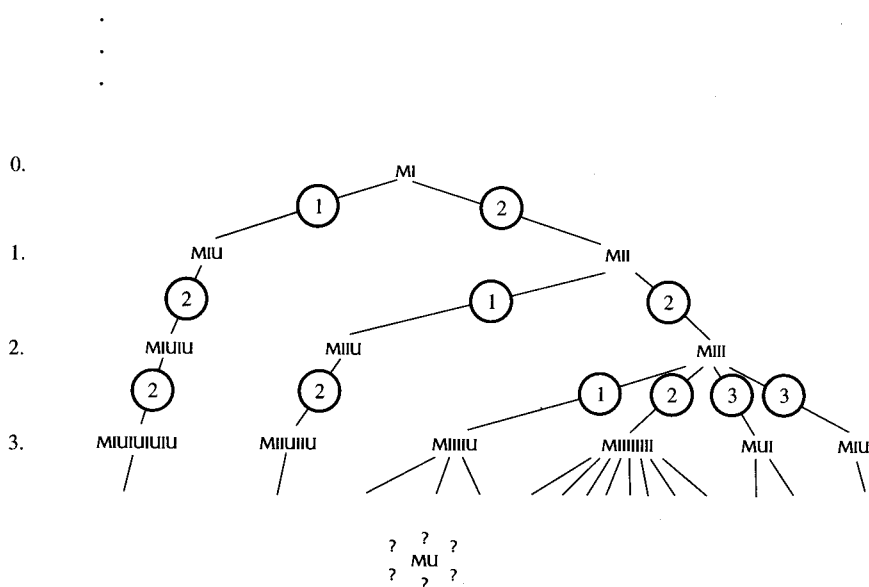 0.
MI
1 2
1.
MIU MII
2 1 2
2.
MIUIU MIIU MIII
2 2 1 2 3 3
3.
MIUIUIUIU MIIUIIU MIIIIU MIIIIIIII MUI MIU
? ? ?
MU
? ? ?